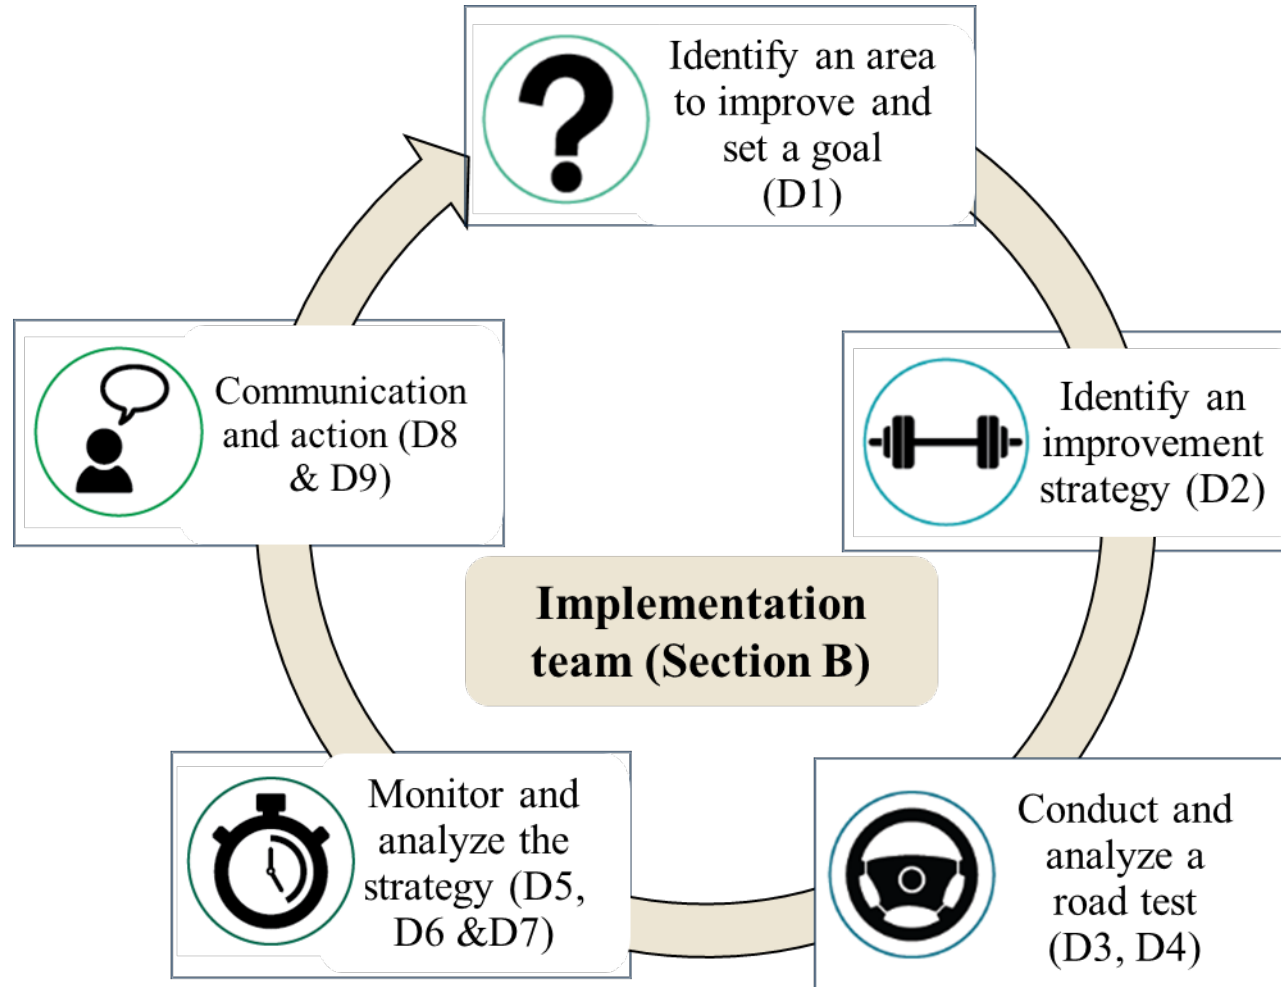 Identify an area
to improve and
set a goal
(D1)
Identify an
improvement
strategy (D2)
Conduct and
analyze a
road test
(D3, D4)
Monitor and
analyze the
strategy (D5,
D6 &D7)
Communication
and action (D8
& D9)
Implementation
team (Section B)